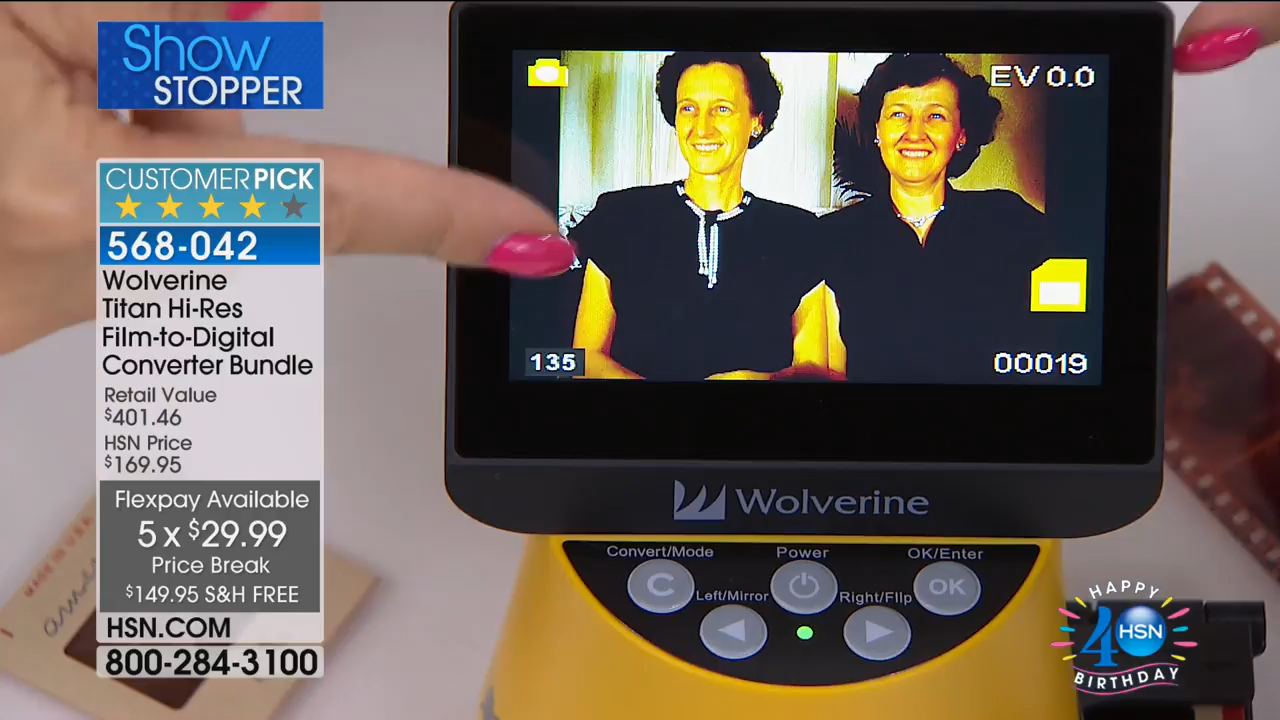 Show
STOPPER
CUSTOMER PICK
568-042
Wolverine
Titan Hi-Res
Film-to-Digital
Converter Bundle
Retail Value
$401.46
HSN Price
$169.95
Flexpay Available
5 x $29.99
Price Break
$149.95 S&H FREE
HSN.COM
800-284-3100
EV 0.0
135
00019
Wolverine
Convert/Mode
Power
OK/Enter
C
OK
Left/Mirror
Right/Flip
MADE IN U.S.A.
HAPPY
40
HSN
BIRTHDAY